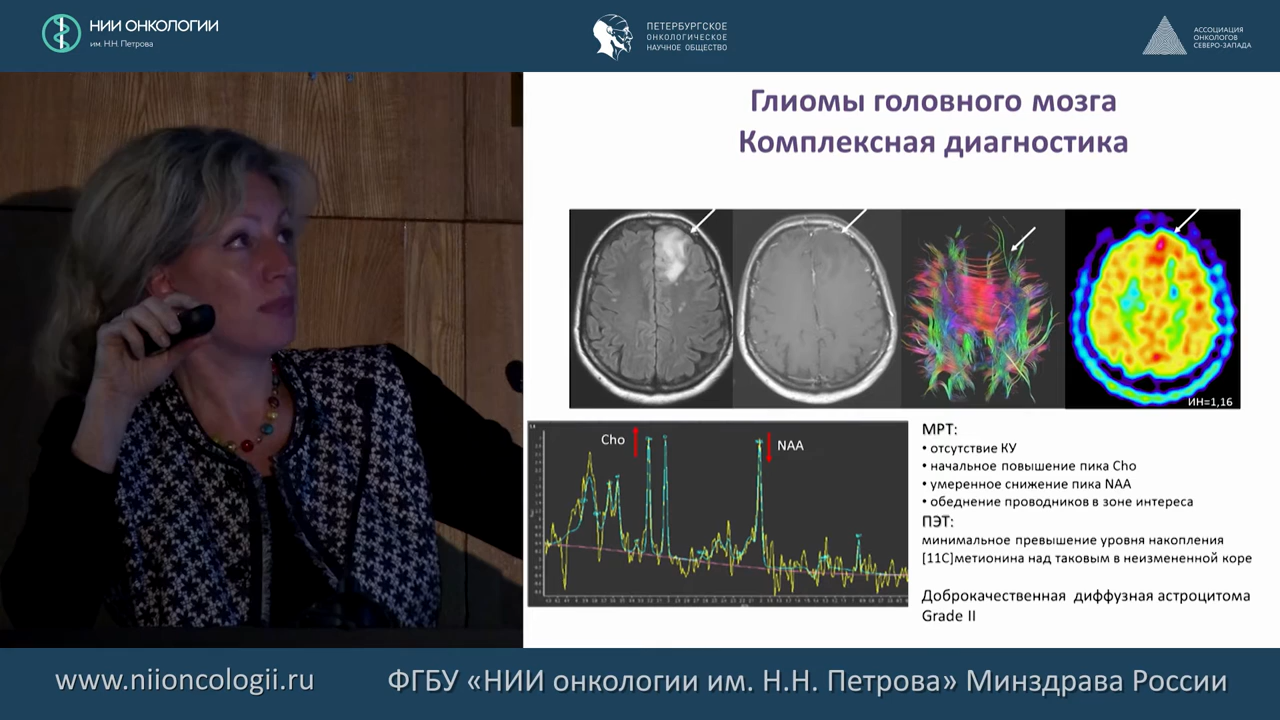 НИИ ОНКОЛОГИИ
им. Н.Н. Петрова
ПЕТЕРБУРГСКОЕ
ОНКОЛОГИЧЕСКОЕ
НАУЧНОЕ ОБЩЕСТВО
АССОЦИАЦИЯ
ОНКОЛОГОВ
СЕВЕРО-ЗАПАДА
Глиомы головного мозга
Комплексная диагностика
ИН=1,16
Cho
NAA
МРТ:
• отсутствие КУ
• начальное повышение пика Cho
• умеренное снижение пика NAA
• обеднение проводников в зоне интереса
ПЭТ:
минимальное превышение уровня накопления
[11C]метионина над таковым в неизмененной коре
Доброкачественная диффузная астроцитома
Grade II
www.niioncologii.ru
ФГБУ «НИИ онкологии им. Н.Н. Петрова» Минздрава России